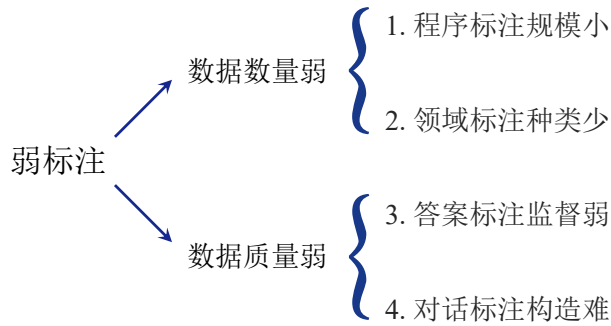 1. 程序标注规模小
数据数量弱
2. 领域标注种类少
弱标注
3. 答案标注监督弱
数据质量弱
4. 对话标注构造难